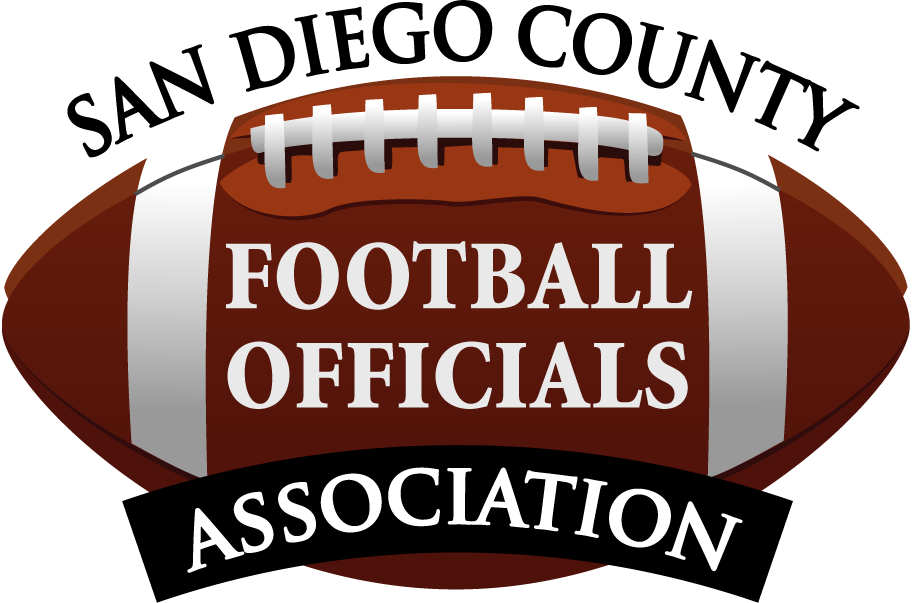 SAN DIEGO COUNTY
FOOTBALL
OFFICIALS
ASSOCIATION